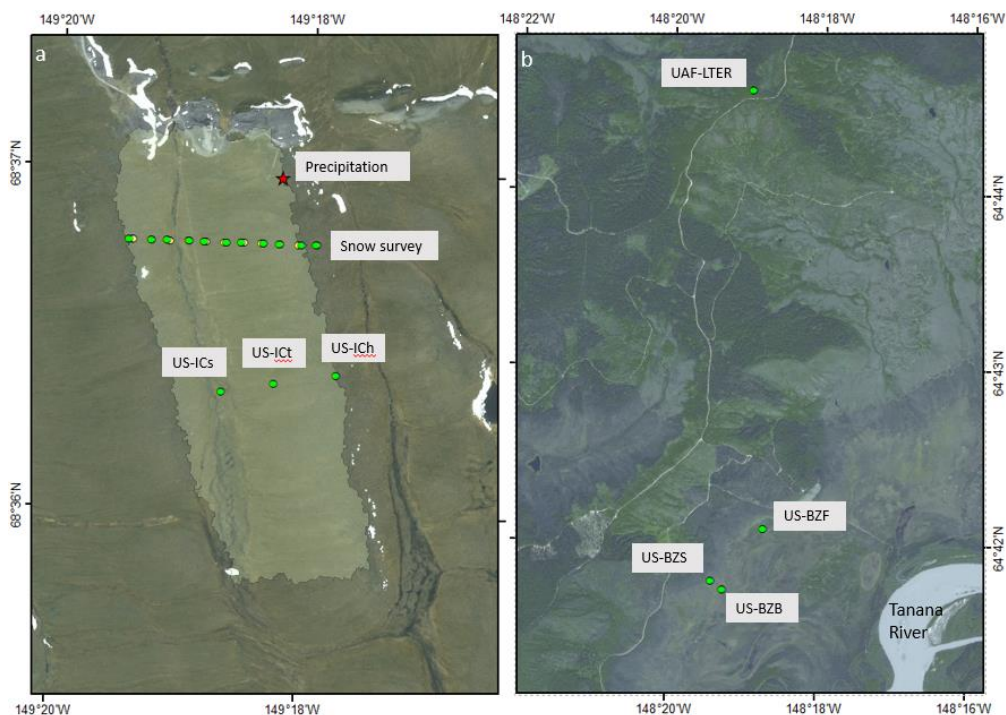 149°20'W
149°18'W
a
68°37'N
68°36'N
Precipitation
Snow survey
US-ICs
US-ICt
US-ICh
149°20'W
149°18'W
148°22'W
148°20'W
148°18'W
148°16'W
b
UAF-LTER
64°44'N
64°43'N
US-BZF
64°42'N
US-BZS
US-BZB
Tanana
River
148°20'W
148°18'W
148°16'W